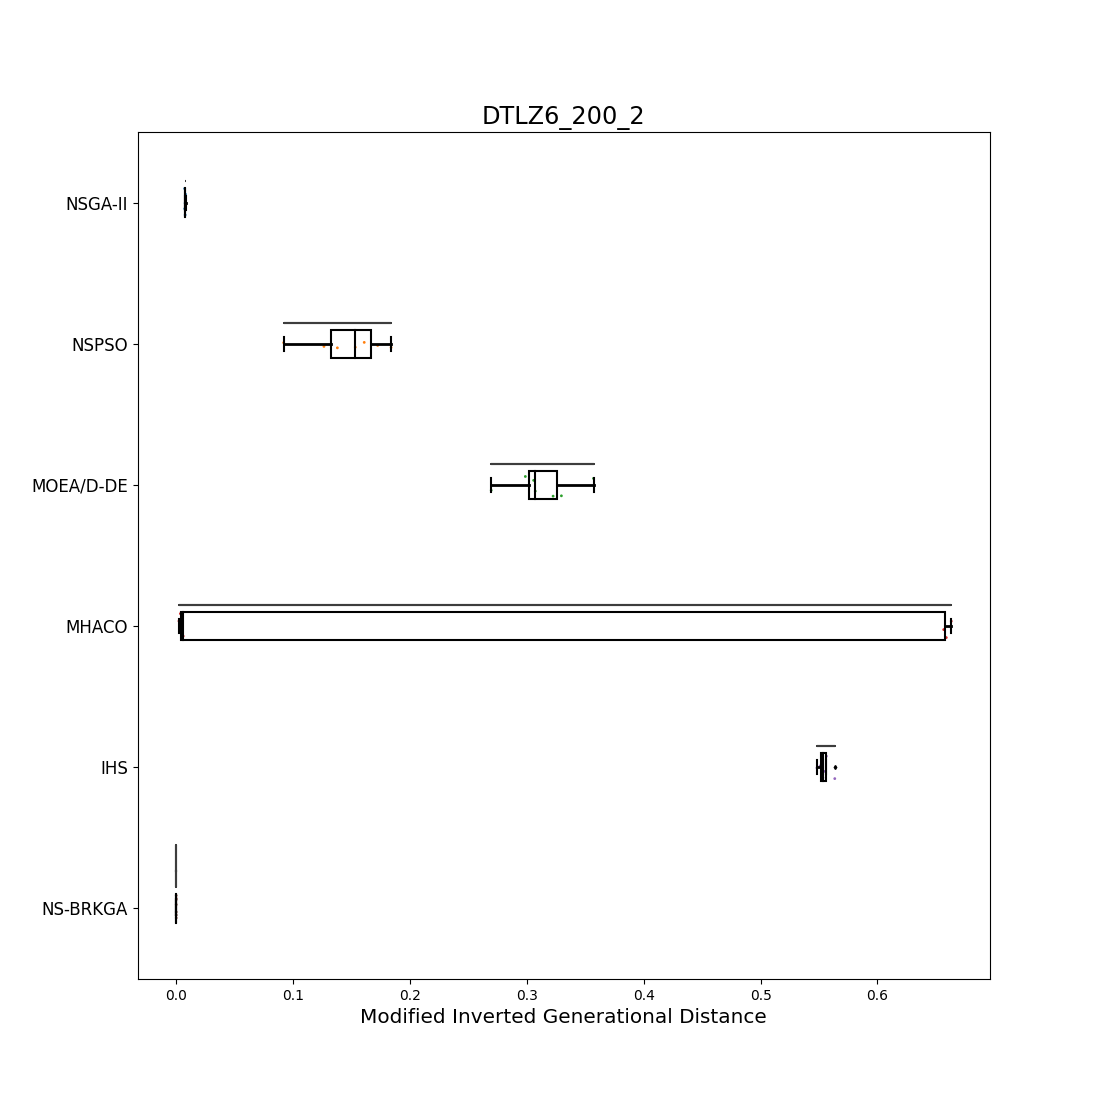 DTLZ6_200_2
NSGA-II
NSPSO
MOEA/D-DE
MHACO
IHS
NS-BRKGA
0.0 0.1 0.2 0.3 0.4 0.5 0.6
Modified Inverted Generational Distance